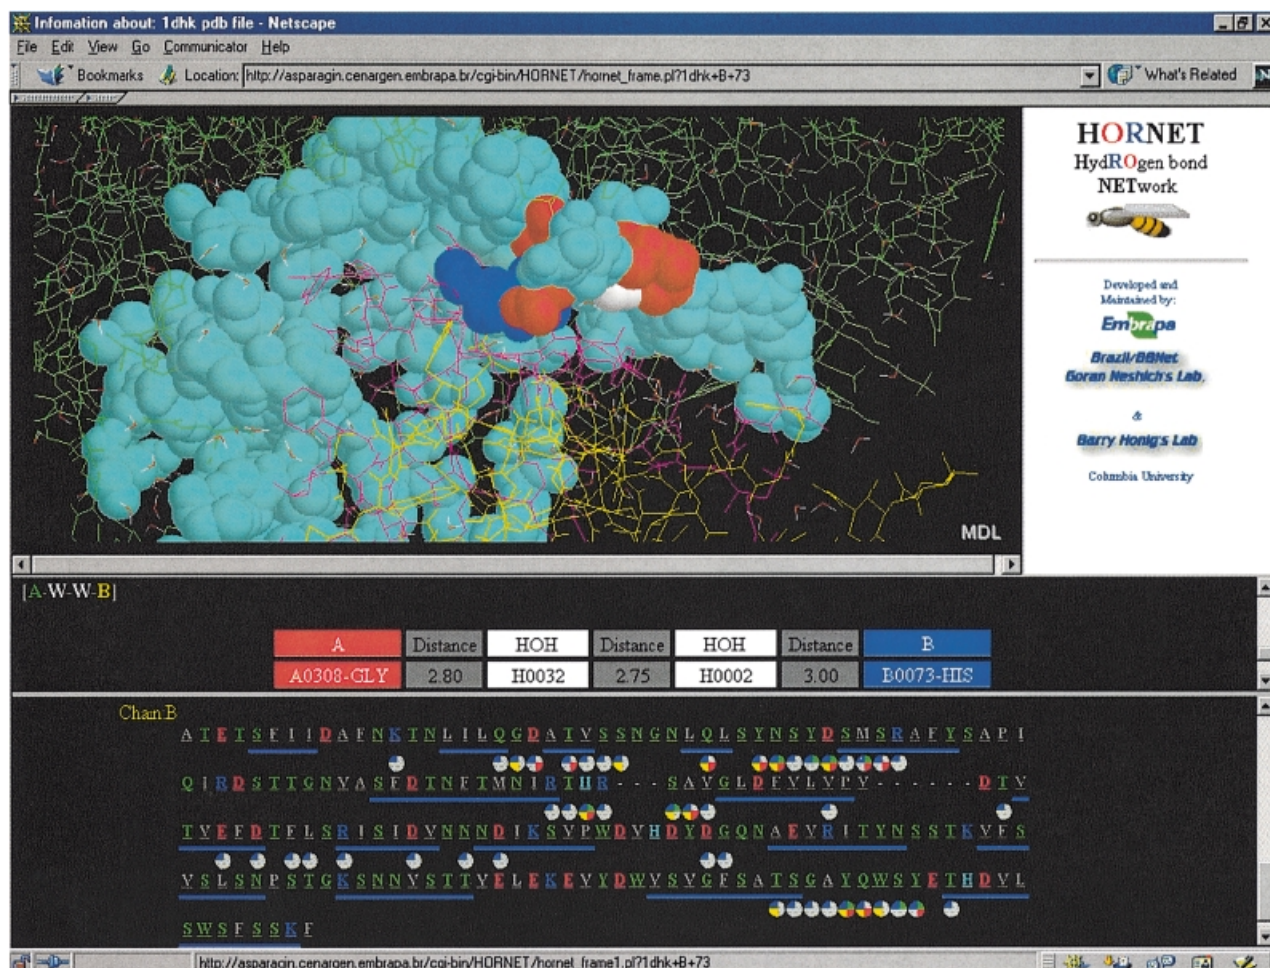 Infomation about: 1dhk pdb file - Netscape
File Edit View Go Communicator Help
Bookmarks Location: http://asparagin.cenargen.embrapa.br/cgi-bin/HORNET/hornet_frame.pl?1dhk+B+73 What's Related N
HORNET
HydROgen bond
NETwork
Developed and
Maintained by:
Embrapa
Brazil/BBNet
Goran Neshich's Lab.
&
Barry Honig's Lab
Columbia University
MDL
[A-W-W-B]
A Distance HOH Distance HOH Distance B
A0308-GLY 2.80 H0032 2.75 H0002 3.00 B0073-HIS
Chain:B
A T E T S F I I D A F N K T N L I L Q G D A T V S S N G N L Q L S Y N S Y D S M S R A F Y S A P I
Q I R D S T T G N V A S F D T N F T M N I R T H R - - - S A V G L D F V L V P V - - - - - - D T V
T V E F D T F L S R I S I D V N N N D I K S V P W D V H D Y D G Q N A E V R I T Y N S S T K V F S
V S L S N P S T G K S N N V S T T V E L E K E V Y D W V S V G F S A T S G A Y Q W S Y E T H D V L
S W S F S S K F
http://asparagin.cenargen.embrapa.br/cgi-bin/HORNET/hornet_frame1.pl?1dhk+B+73